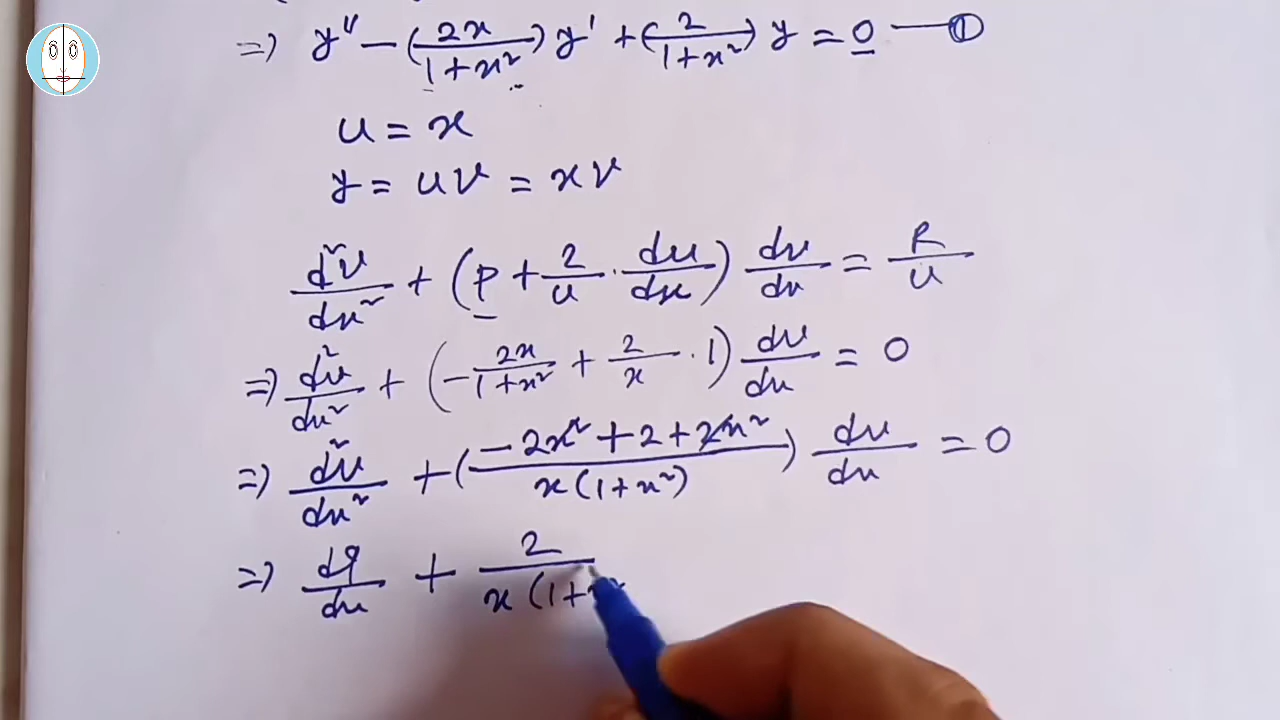 ⇒) y'' - (2x/1+x²) y' + (2/1+x²) y = 0 — ①
u = x
y = uv = xv
d²v/dx² + (P + 2/u · du/dx) dv/dx = R/u
⇒) d²v/dx² + (- 2x/1+x² + 2/x · 1) dv/dx = 0
⇒) d²v/dx² + (-2x² + 2 + 2x²/x(1+x²)) dv/dx = 0
⇒) dq/dx + 2/x(1+x²